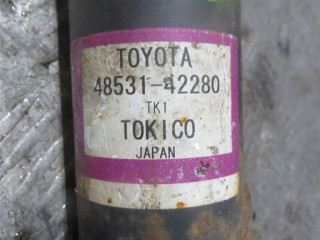 TOYOTA
48531-42280
TK1
TOKICO
JAPAN